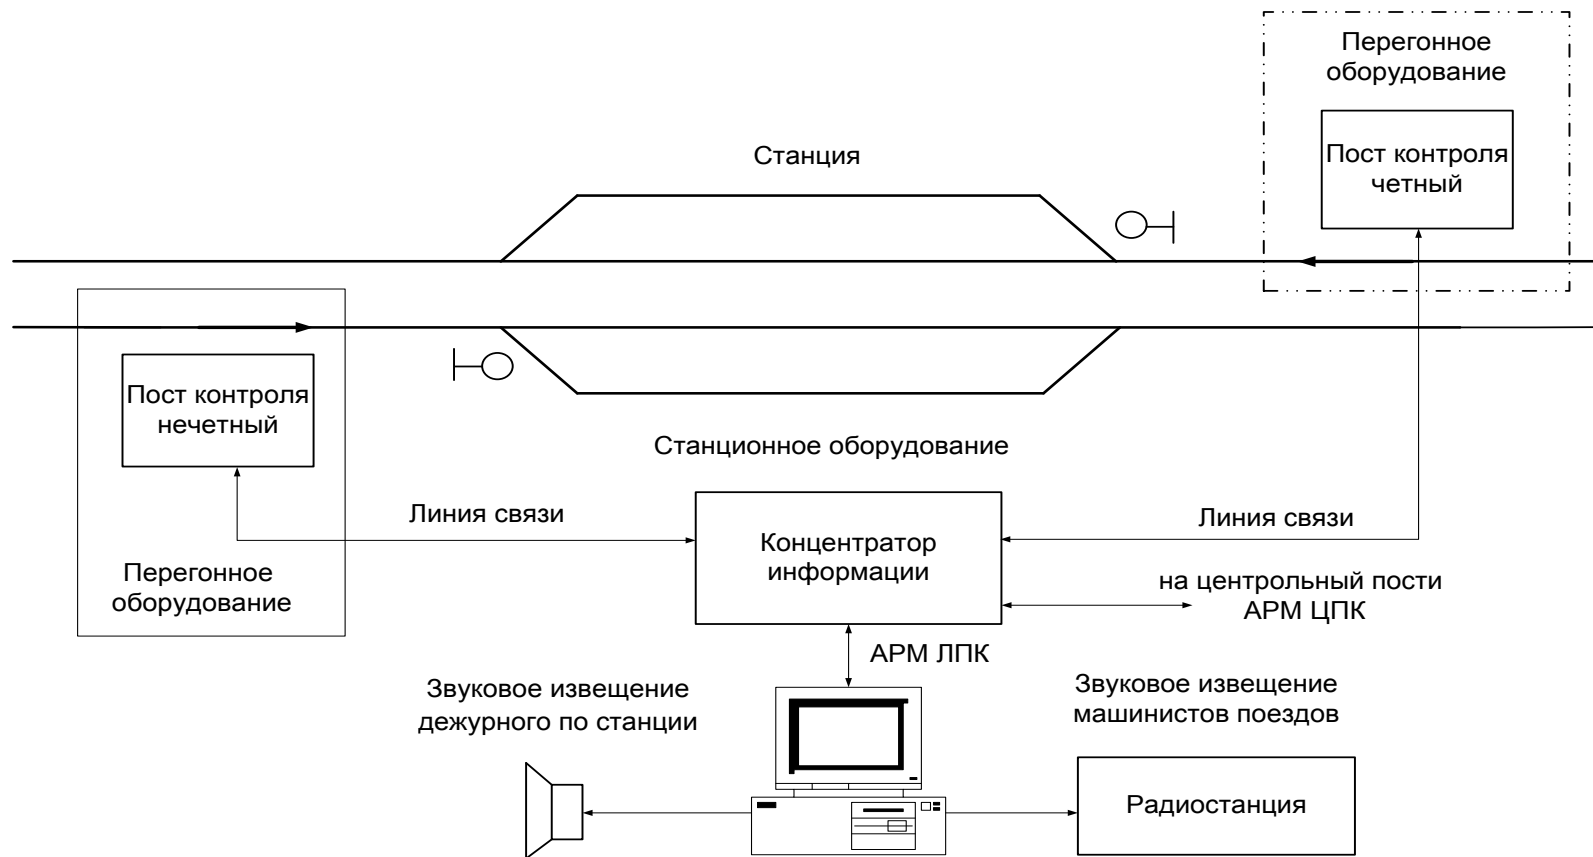 Перегонное
оборудование
Пост контроля
четный
Станция
Пост контроля
нечетный
Станционное оборудование
Линия связи
Линия связи
Концентратор
информации
Перегонное
оборудование
на центрольный пости
АРМ ЦПК
АРМ ЛПК
Звуковое извещение
дежурного по станции
Звуковое извещение
машинистов поездов
Радиостанция